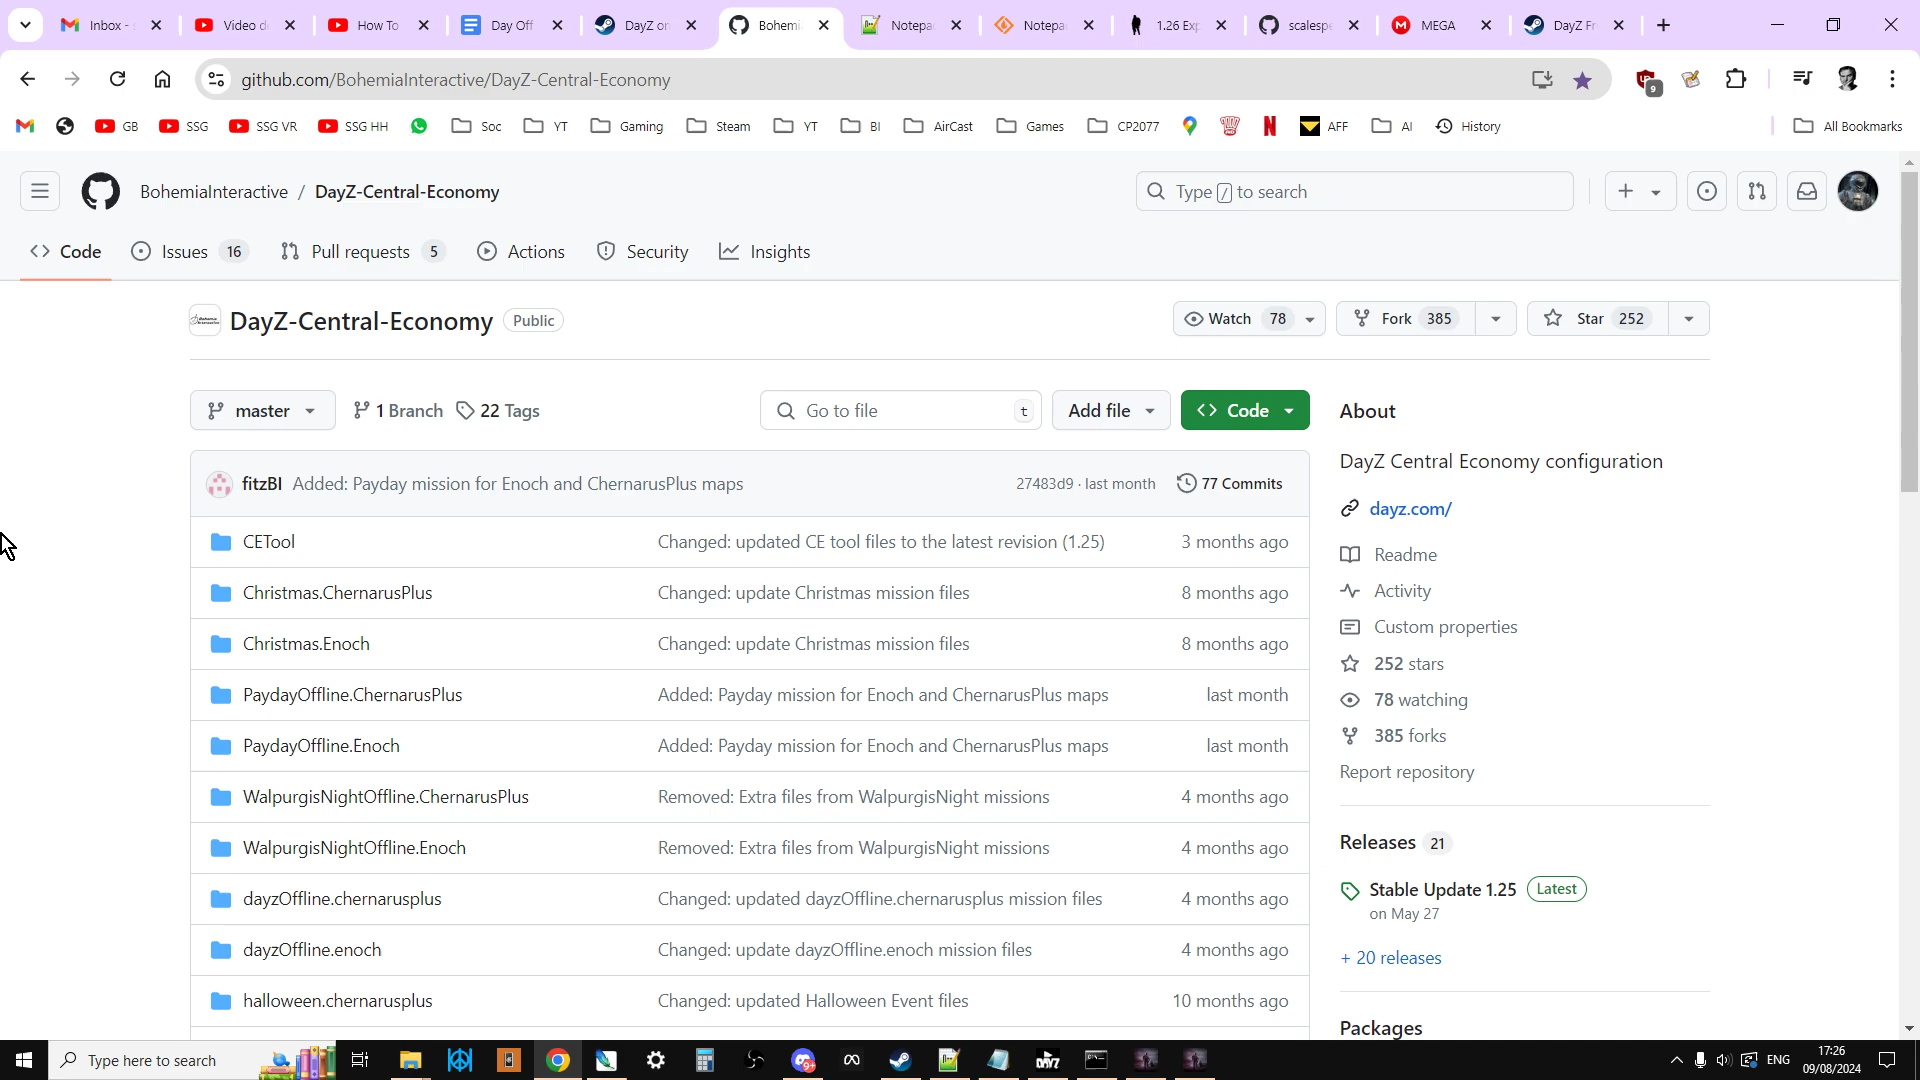 Inbox -
Video d
How To
Day Off
DayZ on
Bohemi
Notepa
Notepa
1.26 Exp
scalespe
MEGA
DayZ Fr
github.com/BohemiaInteractive/DayZ-Central-Economy
9
GB
SSG
SSG VR
SSG HH
Soc
YT
Gaming
Steam
YT
BI
AirCast
Games
CP2077
AFF
AI
History
All Bookmarks
BohemiaInteractive / DayZ-Central-Economy
Type / to search
Code
Issues 16
Pull requests 5
Actions
Security
Insights
DayZ-Central-Economy Public
Watch 78
Fork 385
Star 252
master
1 Branch
22 Tags
Go to file t
Add file
Code
fitzBI Added: Payday mission for Enoch and ChernarusPlus maps 27483d9 · last month 77 Commits
CETool Changed: updated CE tool files to the latest revision (1.25) 3 months ago
Christmas.ChernarusPlus Changed: update Christmas mission files 8 months ago
Christmas.Enoch Changed: update Christmas mission files 8 months ago
PaydayOffline.ChernarusPlus Added: Payday mission for Enoch and ChernarusPlus maps last month
PaydayOffline.Enoch Added: Payday mission for Enoch and ChernarusPlus maps last month
WalpurgisNightOffline.ChernarusPlus Removed: Extra files from WalpurgisNight missions 4 months ago
WalpurgisNightOffline.Enoch Removed: Extra files from WalpurgisNight missions 4 months ago
dayzOffline.chernarusplus Changed: updated dayzOffline.chernarusplus mission files 4 months ago
dayzOffline.enoch Changed: update dayzOffline.enoch mission files 4 months ago
halloween.chernarusplus Changed: updated Halloween Event files 10 months ago
About
DayZ Central Economy configuration
dayz.com/
Readme
Activity
Custom properties
252 stars
78 watching
385 forks
Report repository
Releases 21
Stable Update 1.25 Latest
on May 27
+ 20 releases
Packages
Type here to search
9+
DAYZ
ENG
17:26
09/08/2024